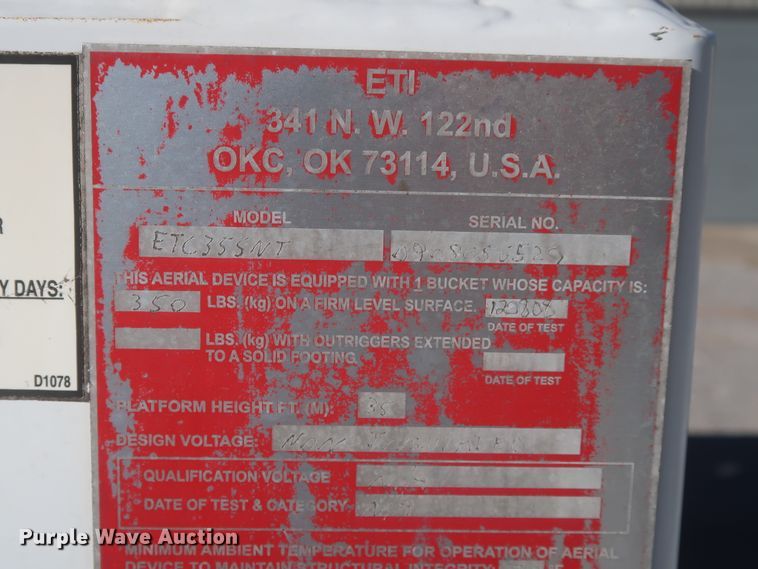 ETI
341 N. W. 122nd
OKC, OK 73114, U.S.A.
MODEL SERIAL NO.
ETC35SNT
THIS AERIAL DEVICE IS EQUIPPED WITH 1 BUCKET WHOSE CAPACITY IS:
350 LBS. (kg) ON A FIRM LEVEL SURFACE.
DATE OF TEST
LBS. (kg) WITH OUTRIGGERS EXTENDED
TO A SOLID FOOTING
DATE OF TEST
PLATFORM HEIGHT FT. (M): 35
DESIGN VOLTAGE: NON
QUALIFICATION VOLTAGE
DATE OF TEST & CATEGORY
MINIMUM AMBIENT TEMPERATURE FOR OPERATION OF AERIAL
DEVICE TO MAINTAIN STRUCTURAL INTEGRITY:
R
Y DAYS:
D1078
Purple Wave Auction